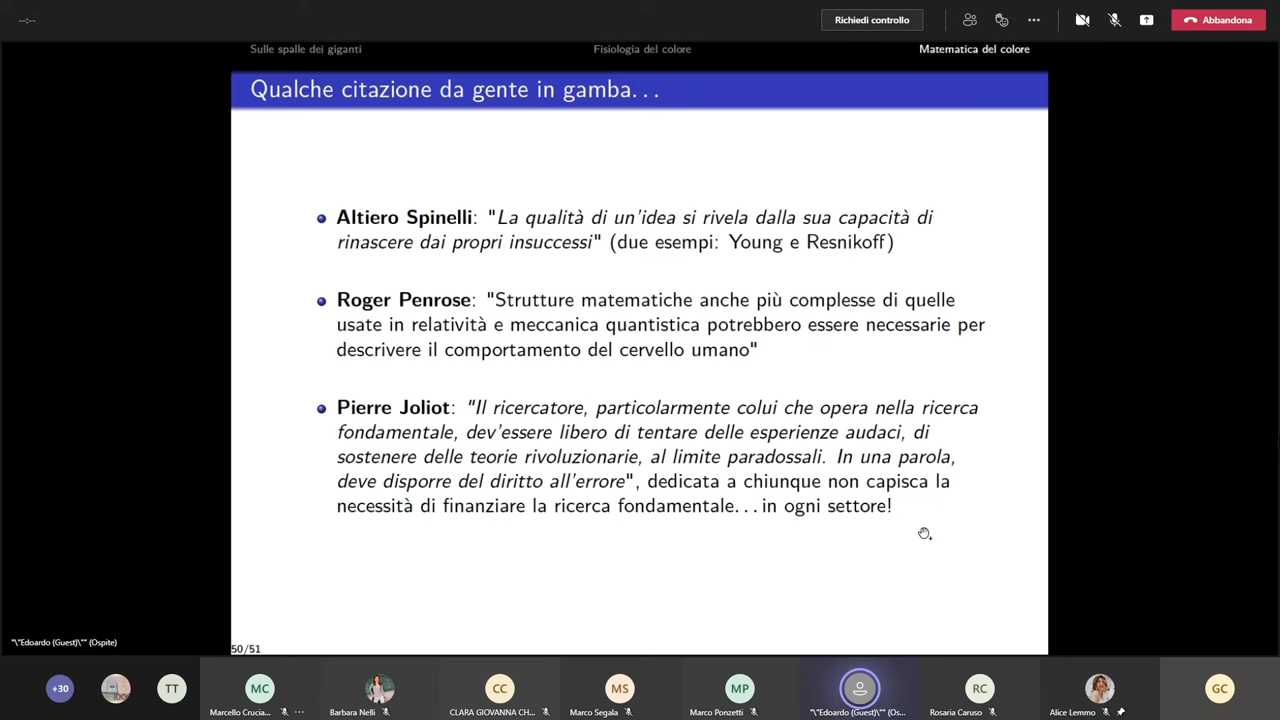 --:--
Richiedi controllo
Abbandona
Sulle spalle dei giganti
Fisiologia del colore
Matematica del colore
Qualche citazione da gente in gamba...
Altiero Spinelli: "La qualità di un'idea si rivela dalla sua capacità di
rinascere dai propri insuccessi" (due esempi: Young e Resnikoff)
Roger Penrose: "Strutture matematiche anche più complesse di quelle
usate in relatività e meccanica quantistica potrebbero essere necessarie per
descrivere il comportamento del cervello umano"
Pierre Joliot: "Il ricercatore, particolarmente colui che opera nella ricerca
fondamentale, dev'essere libero di tentare delle esperienze audaci, di
sostenere delle teorie rivoluzionarie, al limite paradossali. In una parola,
deve disporre del diritto all'errore", dedicata a chiunque non capisca la
necessità di finanziare la ricerca fondamentale...in ogni settore!
"\"Edoardo (Guest)\"" (Ospite)
50/51
+30
TT
MC
CC
MS
MP
RC
GC
Marcello Crucia...
Barbara Nelli
CLARA GIOVANNA CH...
Marco Segala
Marco Ponzetti
"\"Edoardo (Guest)\"" (Os...
Rosaria Caruso
Alice Lemmo